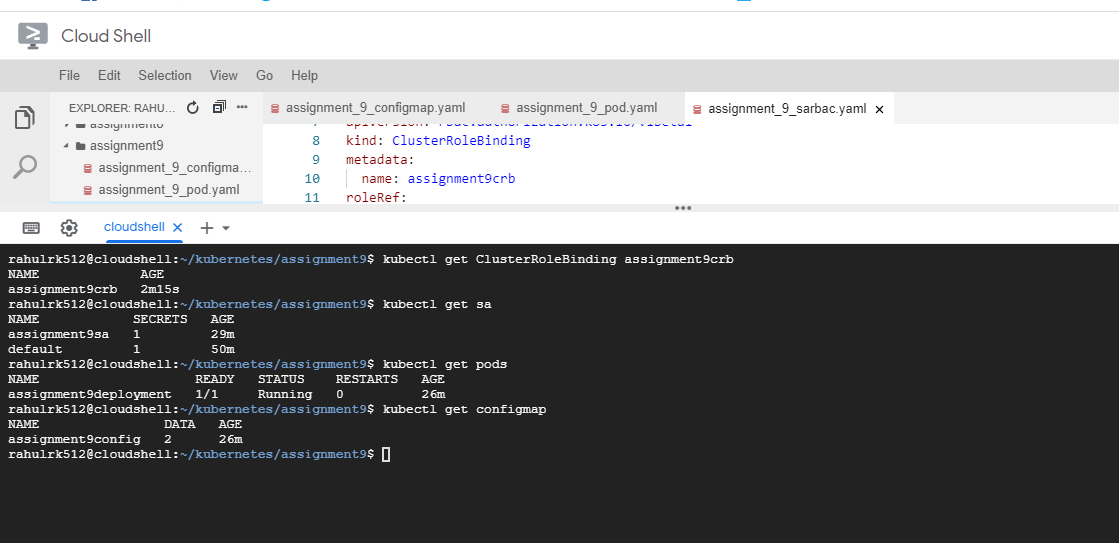 Cloud Shell
File Edit Selection View Go Help
EXPLORER: RAHU... assignment_9_configmap.yaml assignment_9_pod.yaml assignment_9_sarbac.yaml
assignment9
assignment_9_configma...
assignment_9_pod.yaml
8 kind: ClusterRoleBinding
9 metadata:
10 name: assignment9crb
11 roleRef:
cloudshell
rahulrk512@cloudshell:~/kubernetes/assignment9$ kubectl get ClusterRoleBinding assignment9crb
NAME AGE
assignment9crb 2m15s
rahulrk512@cloudshell:~/kubernetes/assignment9$ kubectl get sa
NAME SECRETS AGE
assignment9sa 1 29m
default 1 50m
rahulrk512@cloudshell:~/kubernetes/assignment9$ kubectl get pods
NAME READY STATUS RESTARTS AGE
assignment9deployment 1/1 Running 0 26m
rahulrk512@cloudshell:~/kubernetes/assignment9$ kubectl get configmap
NAME DATA AGE
assignment9config 2 26m
rahulrk512@cloudshell:~/kubernetes/assignment9$